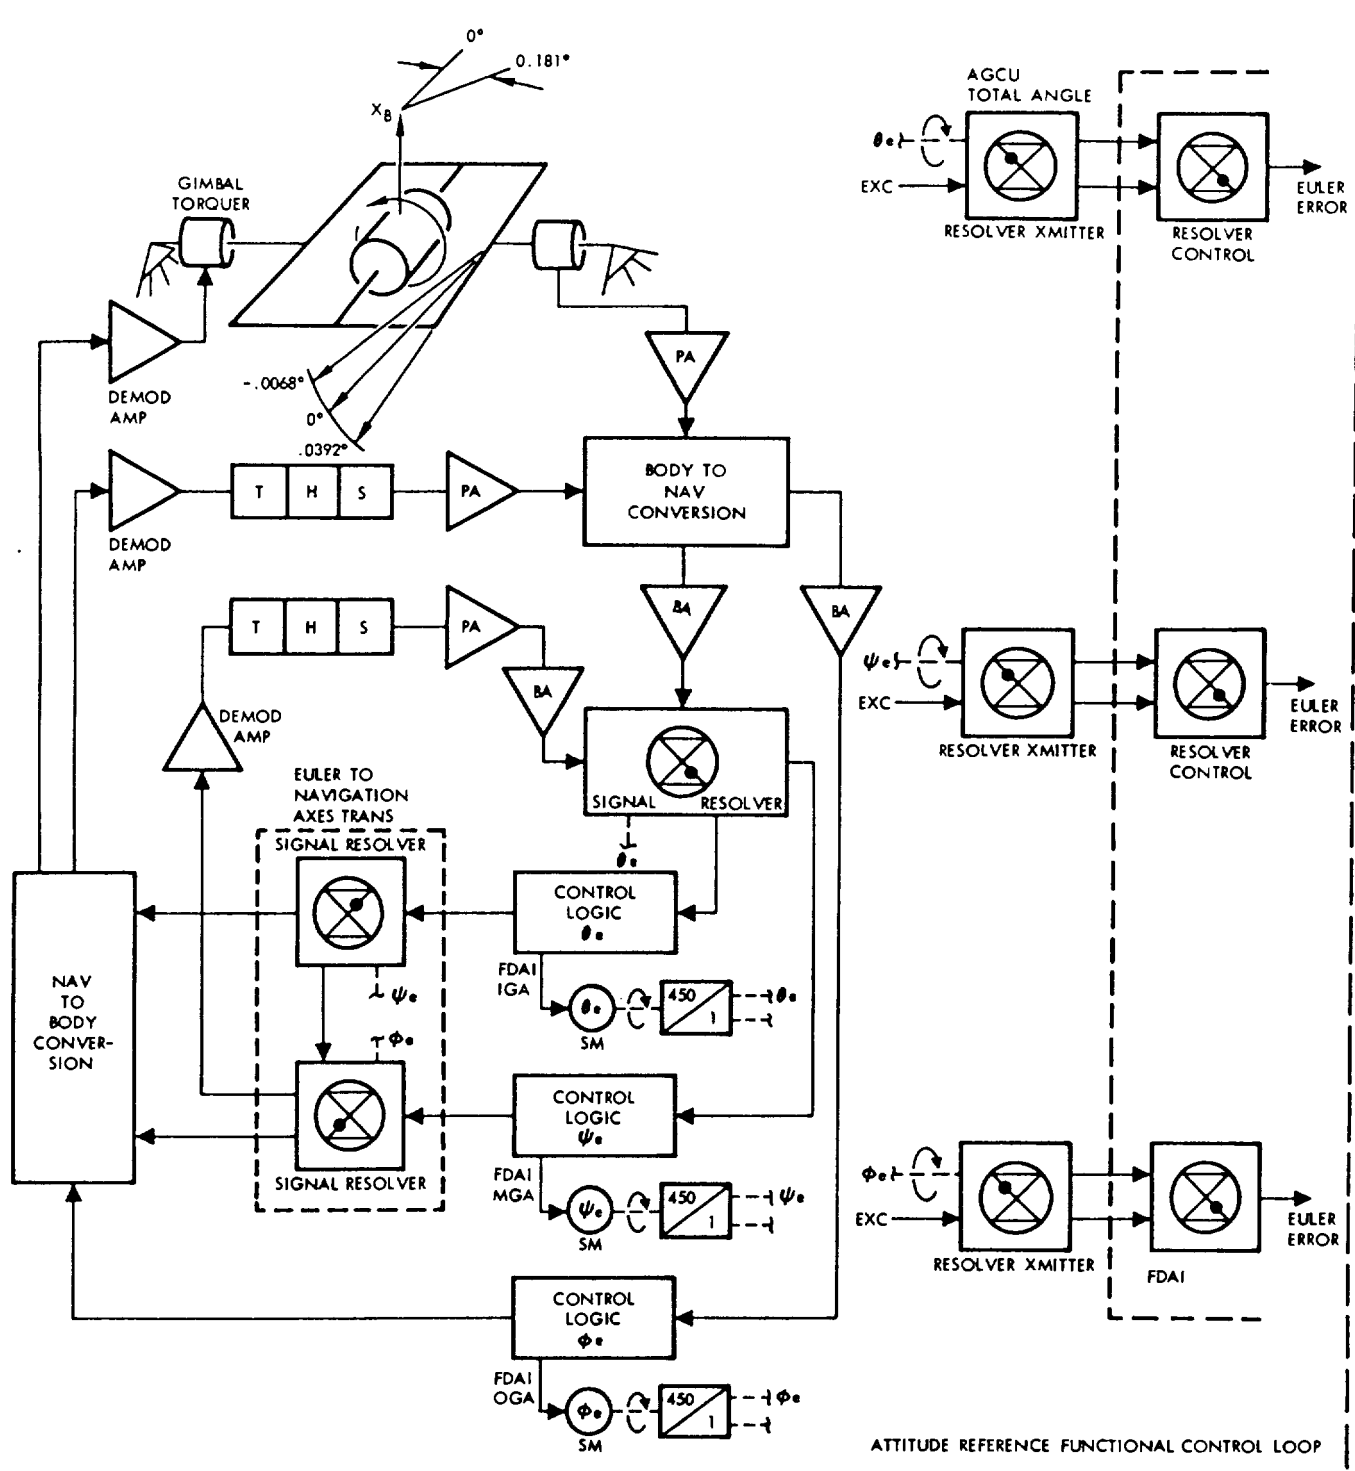 0°
0.181°
X_B
GIMBAL
TORQUER
DEMOD
AMP
-.0068°
0°
.0392°
PA
DEMOD
AMP
T H S
PA
BODY TO
NAV
CONVERSION
T H S
PA
BA
BA
BA
DEMOD
AMP
SIGNAL RESOLVER
θe
EULER TO
NAVIGATION
AXES TRANS
SIGNAL RESOLVER
ψe
ϕe
SIGNAL RESOLVER
NAV
TO
BODY
CONVER-
SION
CONTROL
LOGIC
θe
FDAI
IGA
θe
SM
450
1
θe
CONTROL
LOGIC
ψe
FDAI
MGA
ψe
SM
450
1
ψe
CONTROL
LOGIC
ϕe
FDAI
OGA
ϕe
SM
450
1
ϕe
AGCU
TOTAL ANGLE
θe
EXC
RESOLVER XMITTER
RESOLVER
CONTROL
EULER
ERROR
ψe
EXC
RESOLVER XMITTER
RESOLVER
CONTROL
EULER
ERROR
ϕe
EXC
RESOLVER XMITTER
FDAI
EULER
ERROR
ATTITUDE REFERENCE FUNCTIONAL CONTROL LOOP